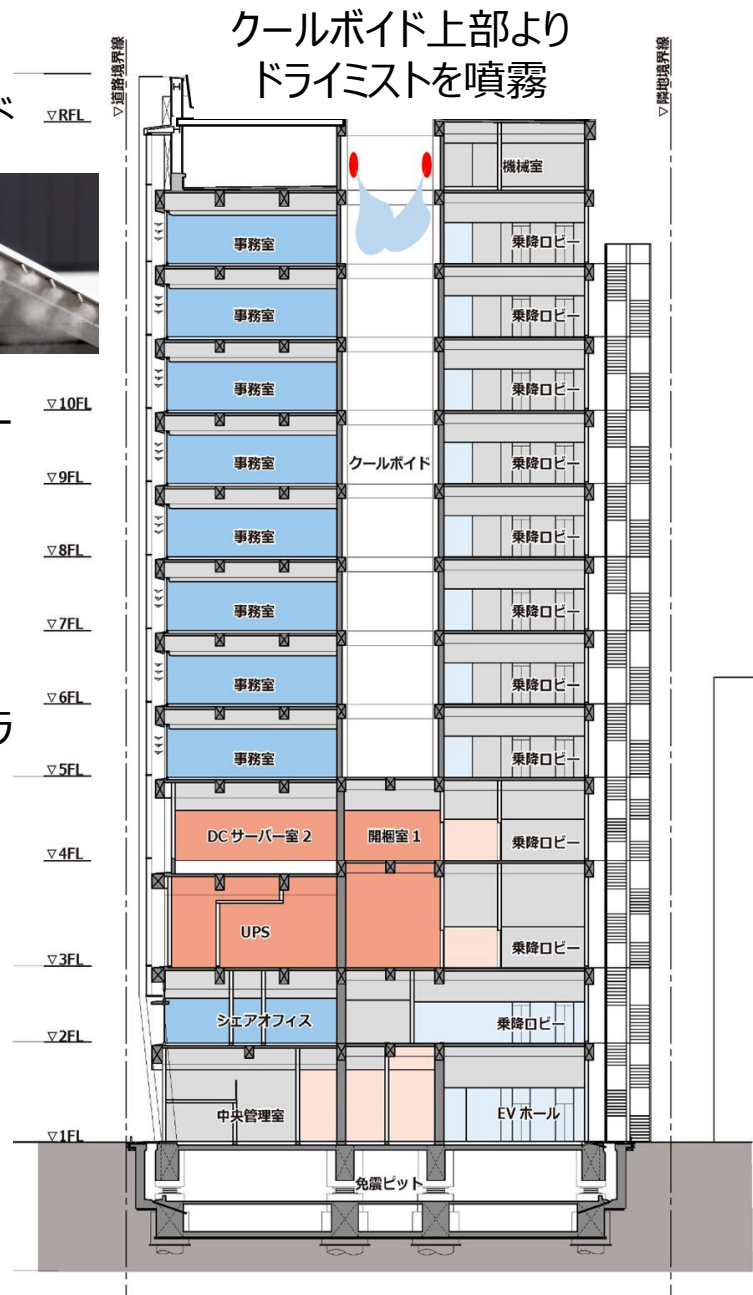 クールボイド上部より
ドライミストを噴霧
▽道路境界線
▽隣地境界線
ド
▽RFL
機械室
事務室
乗降ロビー
事務室
乗降ロビー
事務室
乗降ロビー
▽10FL
ー
事務室
クールボイド
乗降ロビー
▽9FL
事務室
乗降ロビー
▽8FL
事務室
乗降ロビー
▽7FL
事務室
乗降ロビー
▽6FL
ラ
事務室
乗降ロビー
▽5FL
DCサーバー室2
開梱室1
乗降ロビー
▽4FL
UPS
乗降ロビー
▽3FL
シェアオフィス
乗降ロビー
▽2FL
中央管理室
EVホール
▽1FL
免震ピット